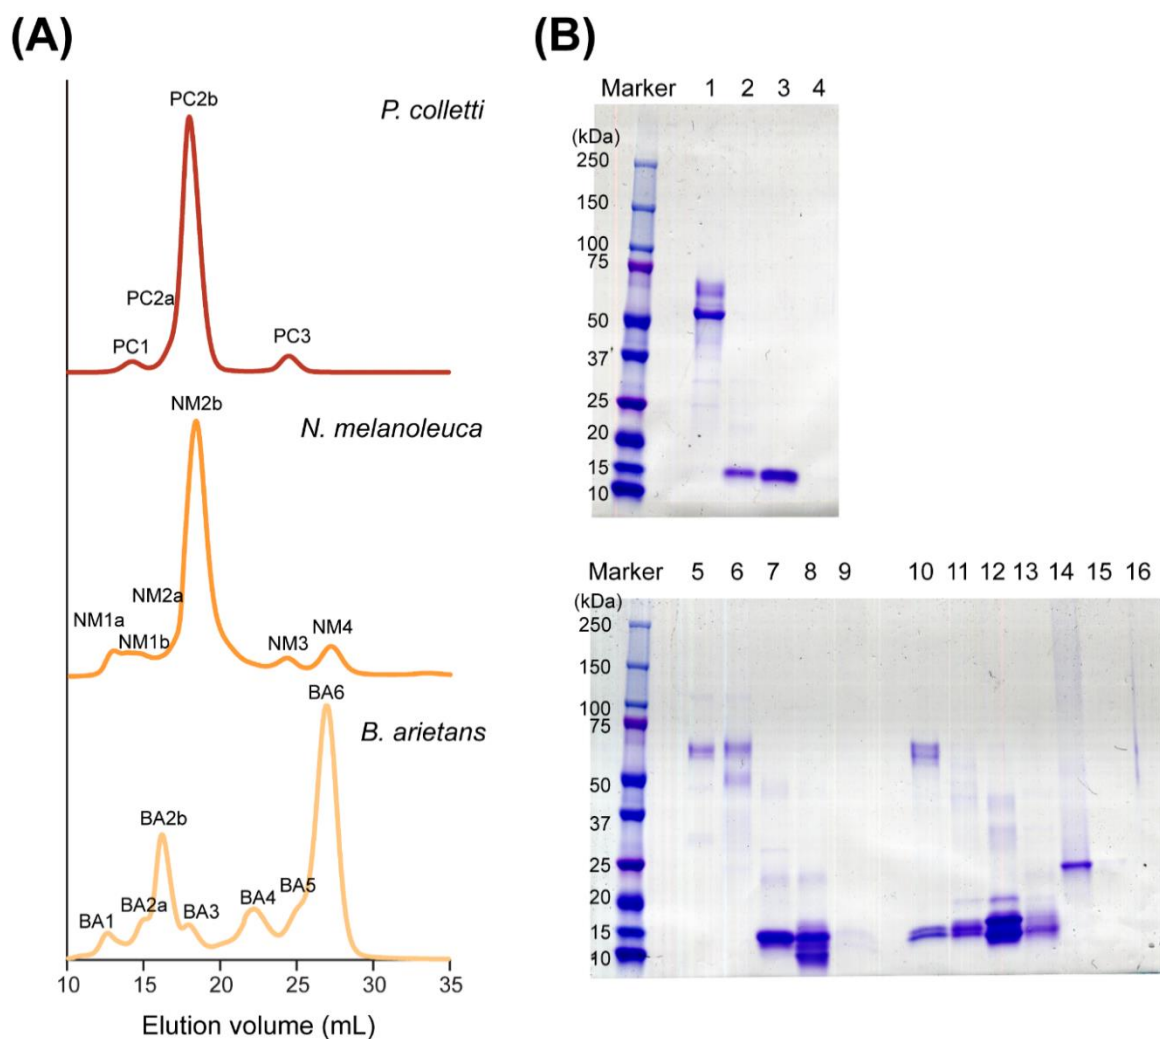 (A)
P. colletti
PC2b
PC2a
PC1
PC3
N. melanoleuca
NM2b
NM2a
NM1a
NM1b
NM3
NM4
B. arietans
BA6
BA2b
BA5
BA4
BA1
BA2a
BA3
10 15 20 25 30 35
Elution volume (mL)
(B)
Marker 1 2 3 4
(kDa)
250
150
100
75
50
37
25
20
15
10
Marker 5 6 7 8 9 10 11 12 13 14 15 16
(kDa)
250
150
100
75
50
37
25
20
15
10